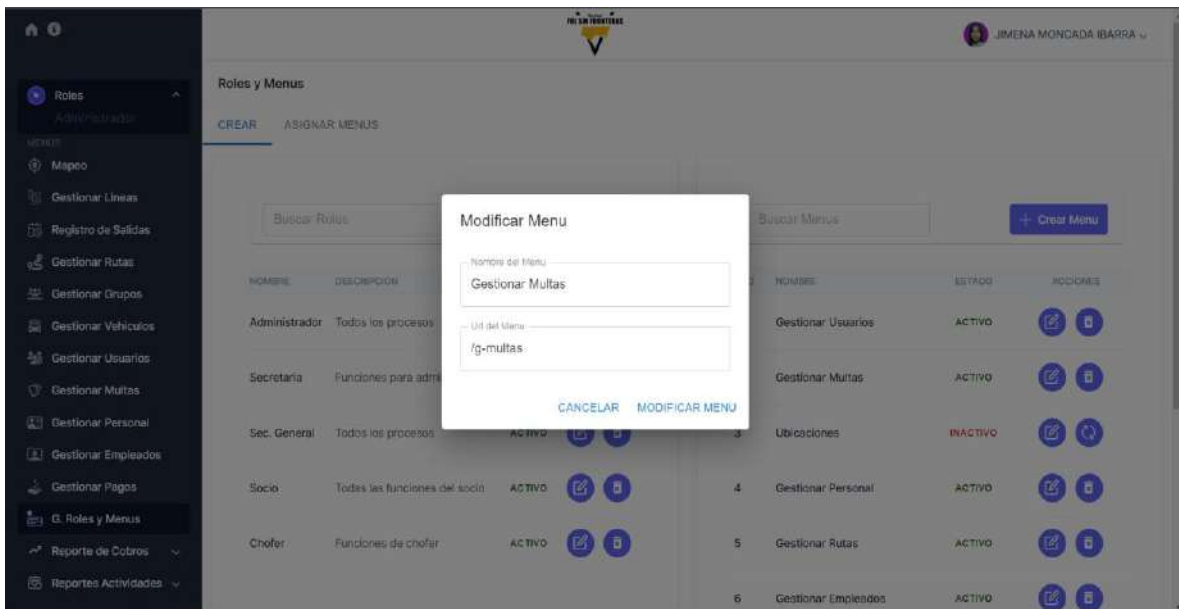 FUL SIN FRONTERAS
JIMENA MONCADA IBARRA
Roles
Administrador
MENUS
Mapeo
Gestionar Lineas
Registro de Salidas
Gestionar Rutas
Gestionar Grupos
Gestionar Vehiculos
Gestionar Usuarios
Gestionar Multas
Gestionar Personal
Gestionar Empleados
Gestionar Pagos
G. Roles y Menus
Reporte de Cobros
Reportes Actividades
Roles y Menus
CREAR ASIGNAR MENUS
Buscar Roles
NOMBRE DESCRIPCION
Administrador Todos los procesos
Secretaria Funciones para
Sec. General Todos los procesos ACTIVO
Socio Todas las funciones del socio ACTIVO
Chofer Funciones de chofer ACTIVO
Modificar Menu
Nombre del Menu
Gestionar Multas
Url del Menu
/g-multas
CANCELAR MODIFICAR MENU
Buscar Menus
+ Crear Menu
NOMBRE ESTADO ACCIONES
Gestionar Usuarios ACTIVO
Gestionar Multas ACTIVO
3 Ubicaciones INACTIVO
4 Gestionar Personal ACTIVO
5 Gestionar Rutas ACTIVO
6 Gestionar Empleados ACTIVO